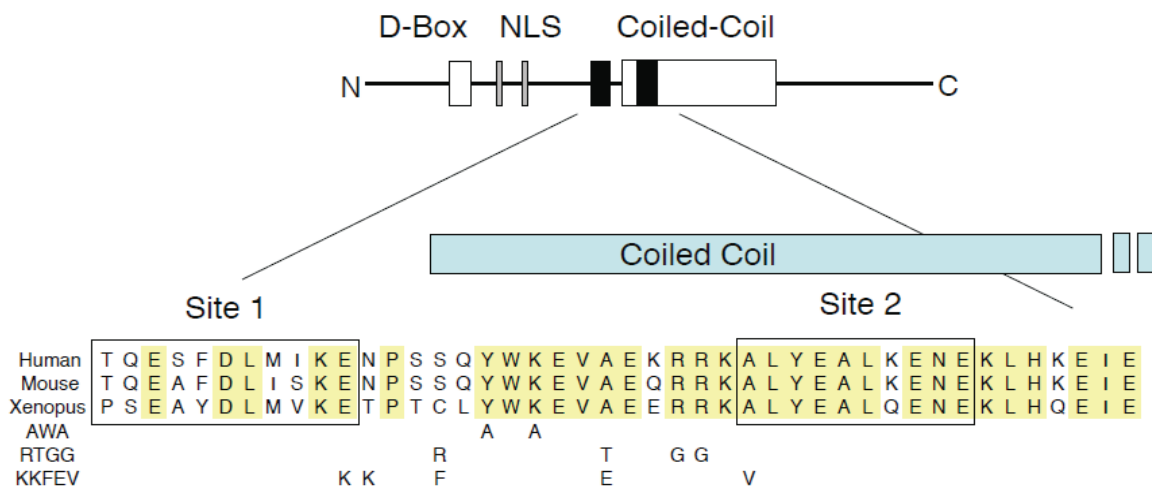 D-Box NLS Coiled-Coil
N C
Coiled Coil
Site 1 Site 2
Human T Q E S F D L M I K E N P S S Q Y W K E V A E K R R K A L Y E A L K E N E K L H K E I E
Mouse T Q E A F D L I S K E N P S S Q Y W K E V A E Q R R K A L Y E A L K E N E K L H K E I E
Xenopus P S E A Y D L M V K E T P T C L Y W K E V A E E R R K A L Y E A L Q E N E K L H Q E I E
AWA A A
RTGG R T G G
KKFEV K K F E V